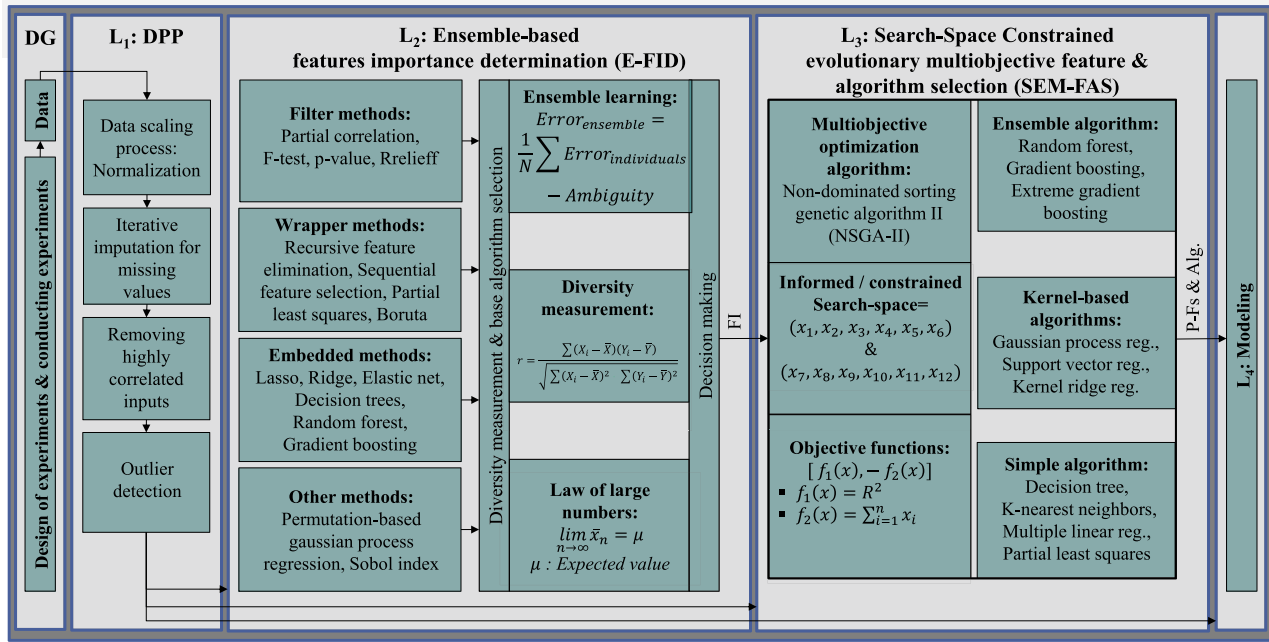 DG
Data
Design of experiments & conducting experiments
L₁: DPP
Data scaling
process:
Normalization
Iterative
imputation for
missing
values
Removing
highly
correlated
inputs
Outlier
detection
L₂: Ensemble-based
features importance determination (E-FID)
Filter methods:
Partial correlation,
F-test, p-value, Rrelieff
Wrapper methods:
Recursive feature
elimination, Sequential
feature selection, Partial
least squares, Boruta
Embedded methods:
Lasso, Ridge, Elastic net,
Decision trees,
Random forest,
Gradient boosting
Other methods:
Permutation-based
gaussian process
regression, Sobol index
Diversity measurement & base algorithm selection
Ensemble learning:
Error_ensemble =
1/N ∑ Error_individuals
− Ambiguity
Diversity
measurement:
r = ∑(X_i − X̄)(Y_i − Ȳ) / √(∑(X_i − X̄)² ∑(Y_i − Ȳ)²)
Law of large
numbers:
lim_{n→∞} x̄_n = μ
μ : Expected value
Decision making
FI
L₃: Search-Space Constrained
evolutionary multiobjective feature &
algorithm selection (SEM-FAS)
Multiobjective
optimization
algorithm:
Non-dominated sorting
genetic algorithm II
(NSGA-II)
Informed / constrained
Search-space=
(x₁, x₂, x₃, x₄, x₅, x₆)
&
(x₇, x₈, x₉, x₁₀, x₁₁, x₁₂)
Objective functions:
[ f₁(x), − f₂(x)]
▪ f₁(x) = R²
▪ f₂(x) = ∑ⁿ_{i=1} x_i
Ensemble algorithm:
Random forest,
Gradient boosting,
Extreme gradient
boosting
Kernel-based
algorithms:
Gaussian process reg.,
Support vector reg.,
Kernel ridge reg.
Simple algorithm:
Decision tree,
K-nearest neighbors,
Multiple linear reg.,
Partial least squares
P-Fs & Alg.
L₄: Modeling